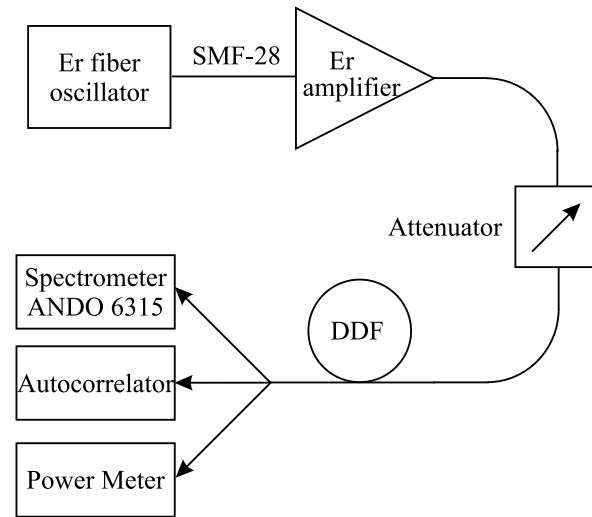 Er fiber
oscillator
SMF-28
Er
amplifier
Attenuator
Spectrometer
ANDO 6315
DDF
Autocorrelator
Power Meter